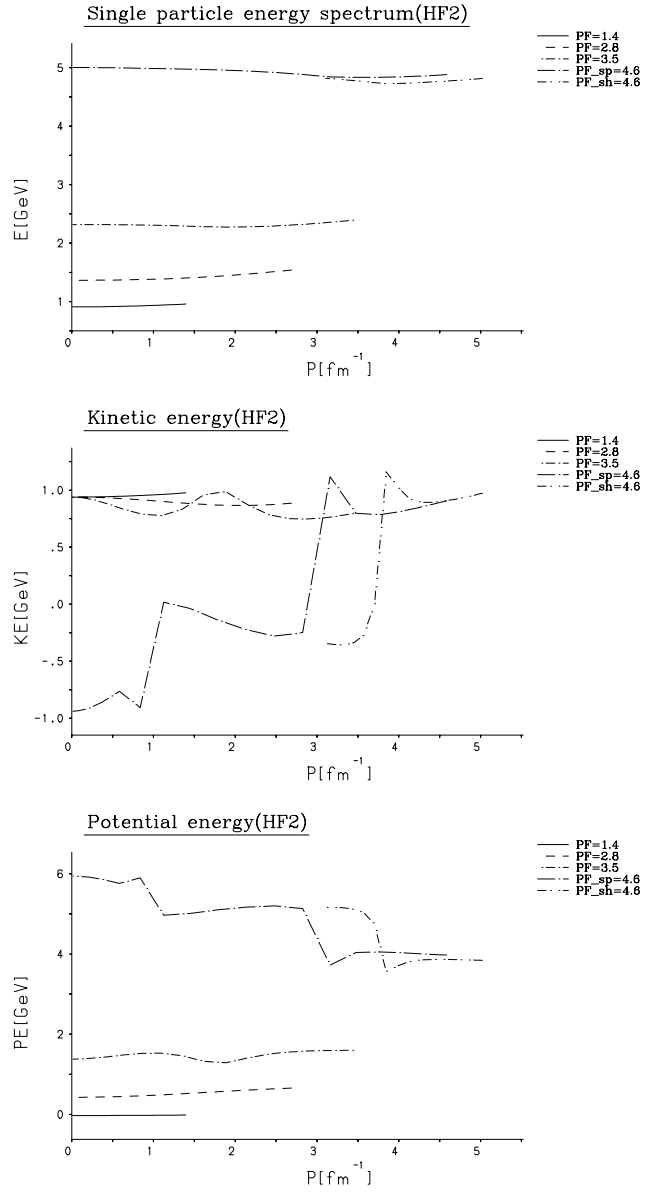 Single particle energy spectrum(HF2)
PF=1.4
PF=2.8
PF=3.5
PF_sp=4.6
PF_sh=4.6
5
4
3
2
1
E[GeV]
0 1 2 3 4 5
P[fm⁻¹]
Kinetic energy(HF2)
PF=1.4
PF=2.8
PF=3.5
PF_sp=4.6
PF_sh=4.6
1.0
.5
.0
-.5
-1.0
KE[GeV]
0 1 2 3 4 5
P[fm⁻¹]
Potential energy(HF2)
PF=1.4
PF=2.8
PF=3.5
PF_sp=4.6
PF_sh=4.6
6
4
2
0
PE[GeV]
0 1 2 3 4 5
P[fm⁻¹]